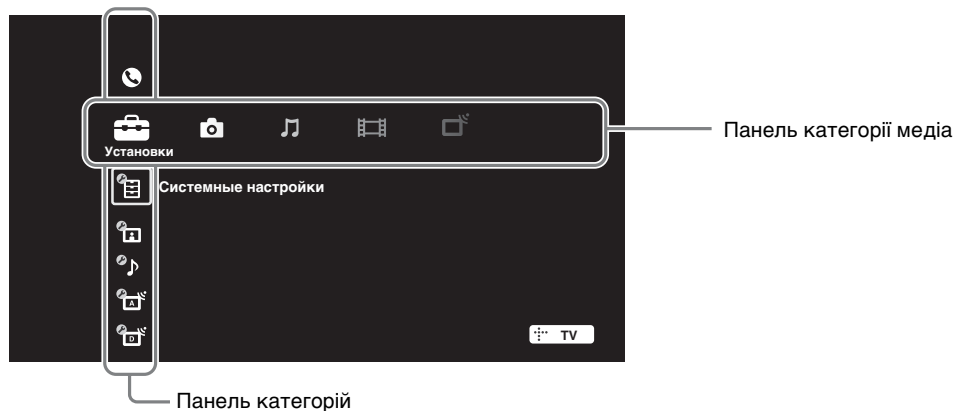 Панель категорії медіа
Установки
Системные настройки
A
D
TV
Панель категорій